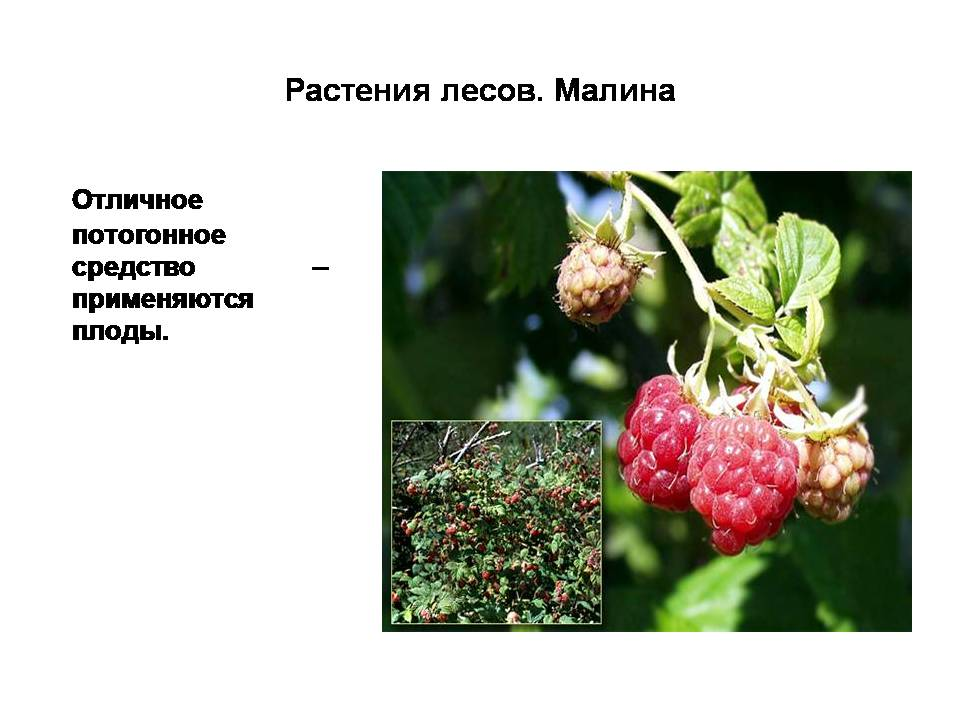 Растения лесов. Малина
Отличное
потогонное
средство –
применяются
плоды.